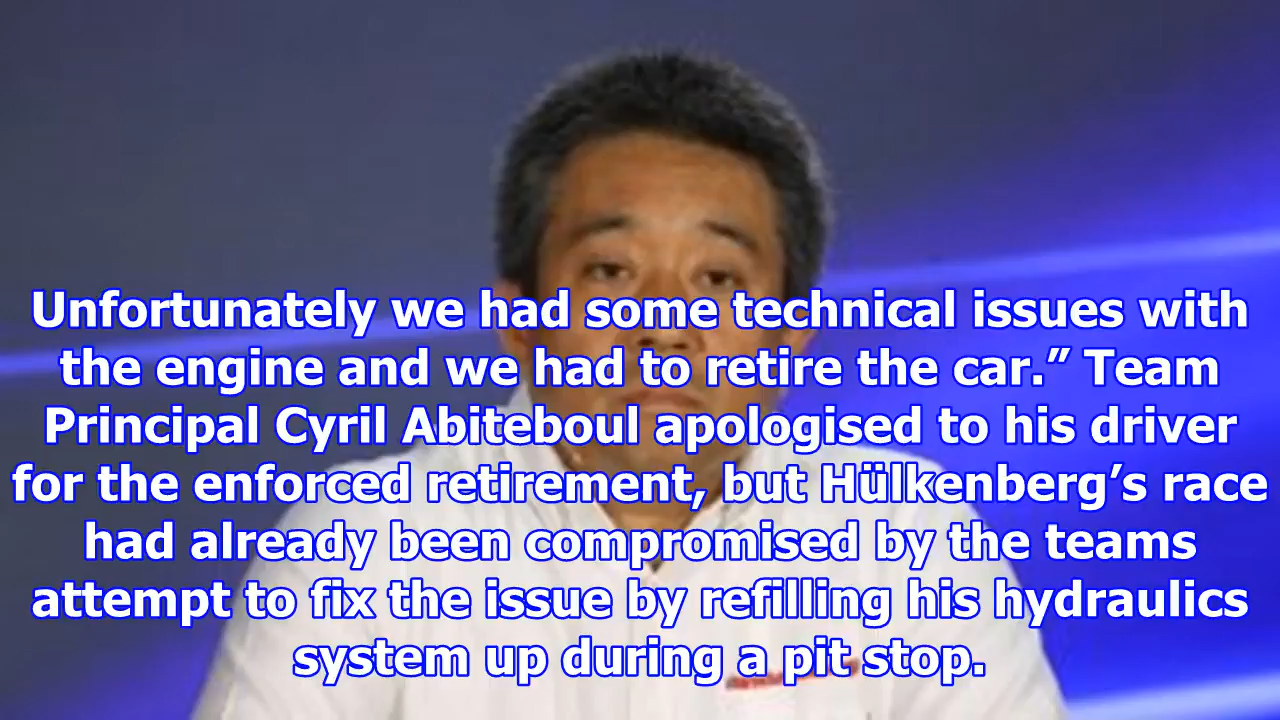 Unfortunately we had some technical issues with
the engine and we had to retire the car.” Team
Principal Cyril Abiteboul apologised to his driver
for the enforced retirement, but Hülkenberg’s race
had already been compromised by the teams
attempt to fix the issue by refilling his hydraulics
system up during a pit stop.